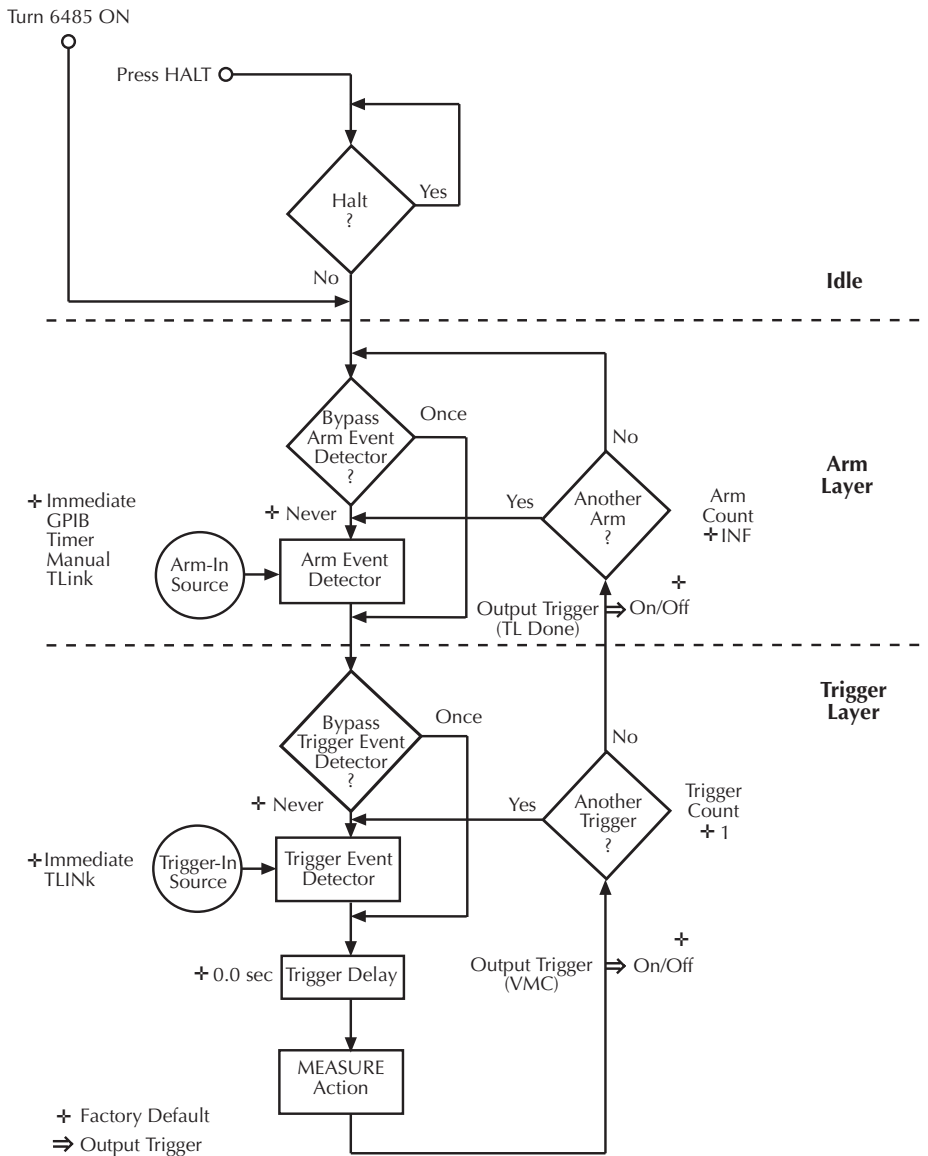 Turn 6485 ON
Press HALT
Halt
?
Yes
No
Idle
Bypass
Arm Event
Detector
?
Once
No
Arm
Layer
✛ Immediate
GPIB
Timer
Manual
TLink
✛ Never
Yes
Another
Arm
?
Arm
Count
✛ INF
Arm-In
Source
Arm Event
Detector
Output Trigger
(TL Done)
✛
⇒ On/Off
Trigger
Layer
Bypass
Trigger Event
Detector
?
Once
No
✛ Never
Yes
Another
Trigger
?
Trigger
Count
✛ 1
✛ Immediate
TLINk
Trigger-In
Source
Trigger Event
Detector
✛ 0.0 sec
Trigger Delay
Output Trigger
(VMC)
✛
⇒ On/Off
MEASURE
Action
✛ Factory Default
⇒ Output Trigger